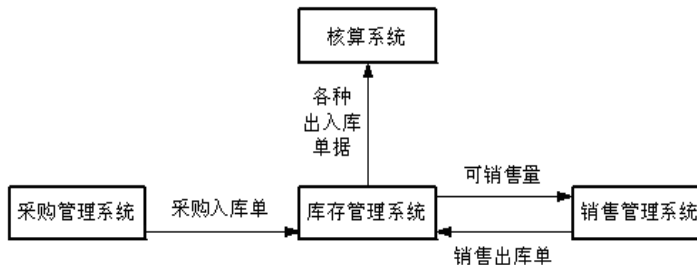 核算系统
各种
出入库
单据
可销售量
采购管理系统
采购入库单
库存管理系统
销售管理系统
销售出库单